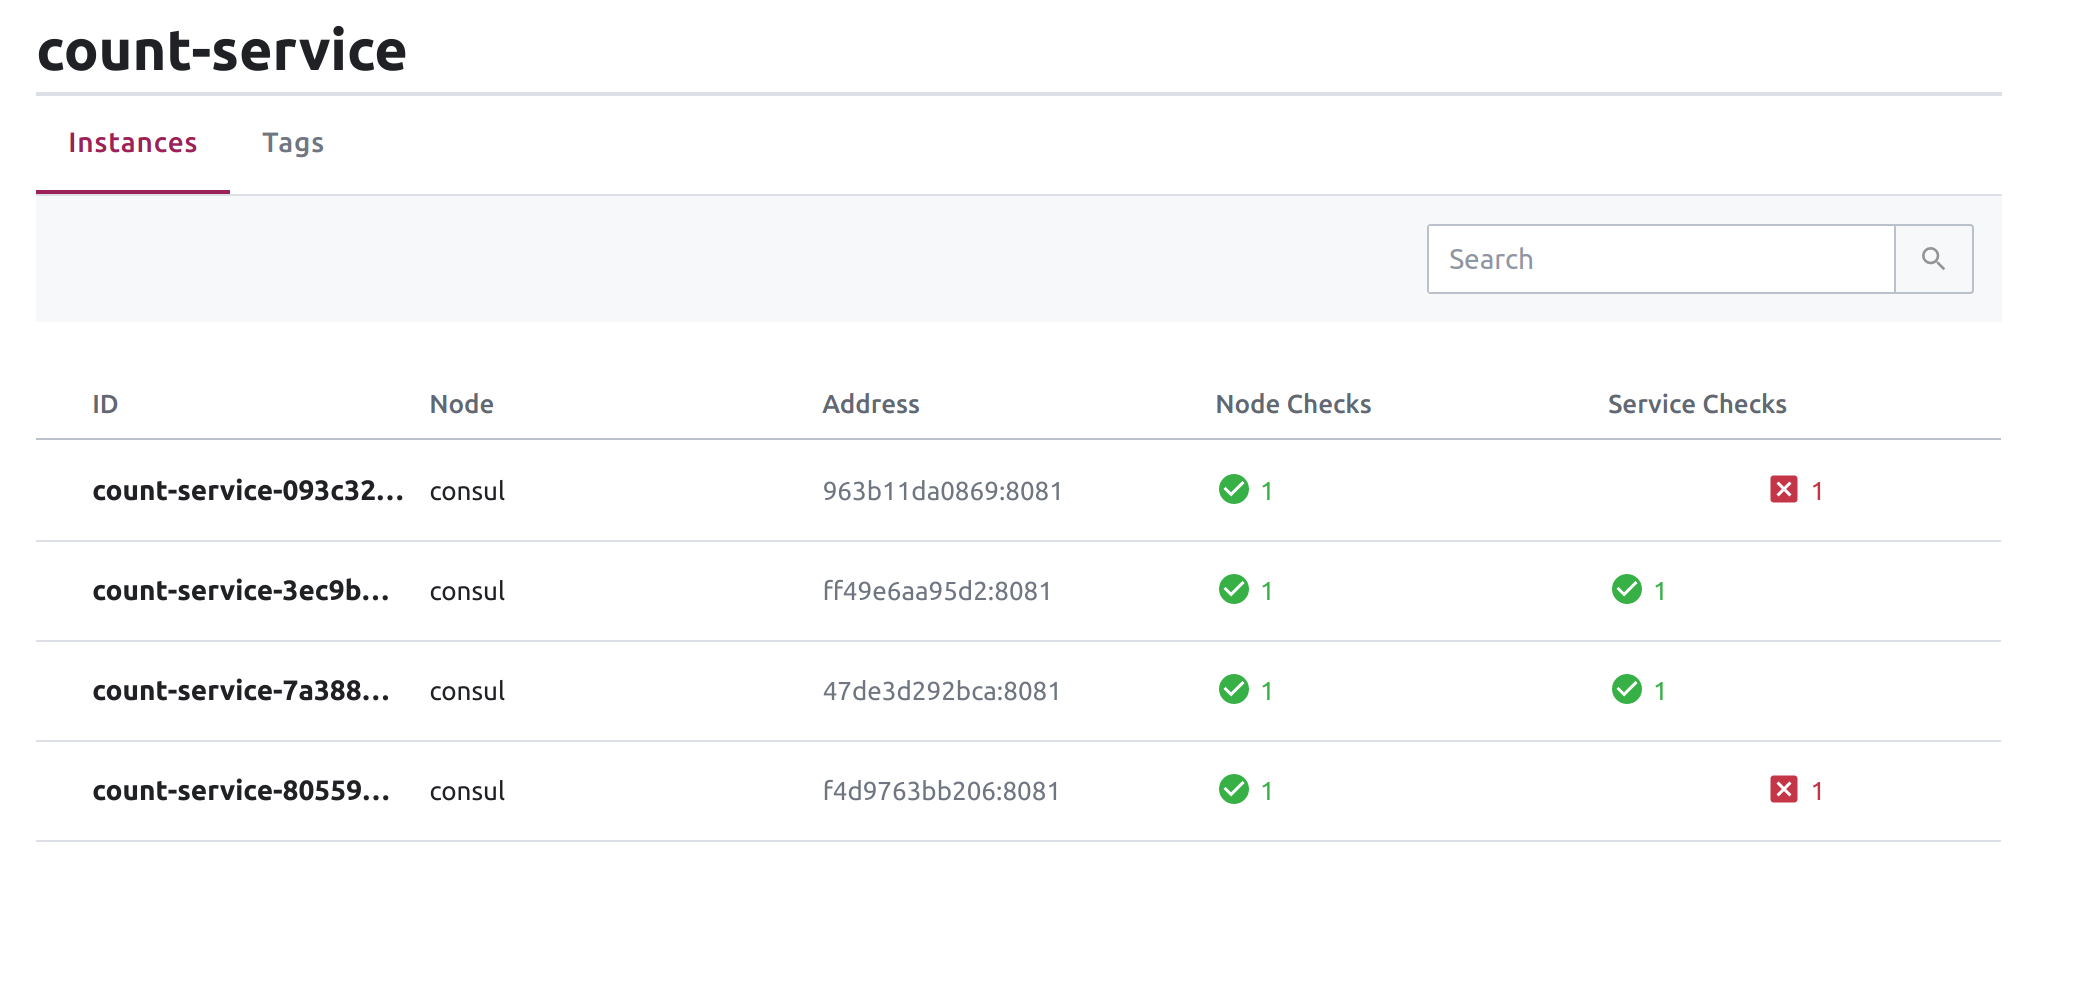 count-service
Instances Tags
Search
ID Node Address Node Checks Service Checks
count-service-093c32... consul 963b11da0869:8081 1 1
count-service-3ec9b... consul ff49e6aa95d2:8081 1 1
count-service-7a388... consul 47de3d292bca:8081 1 1
count-service-80559... consul f4d9763bb206:8081 1 1